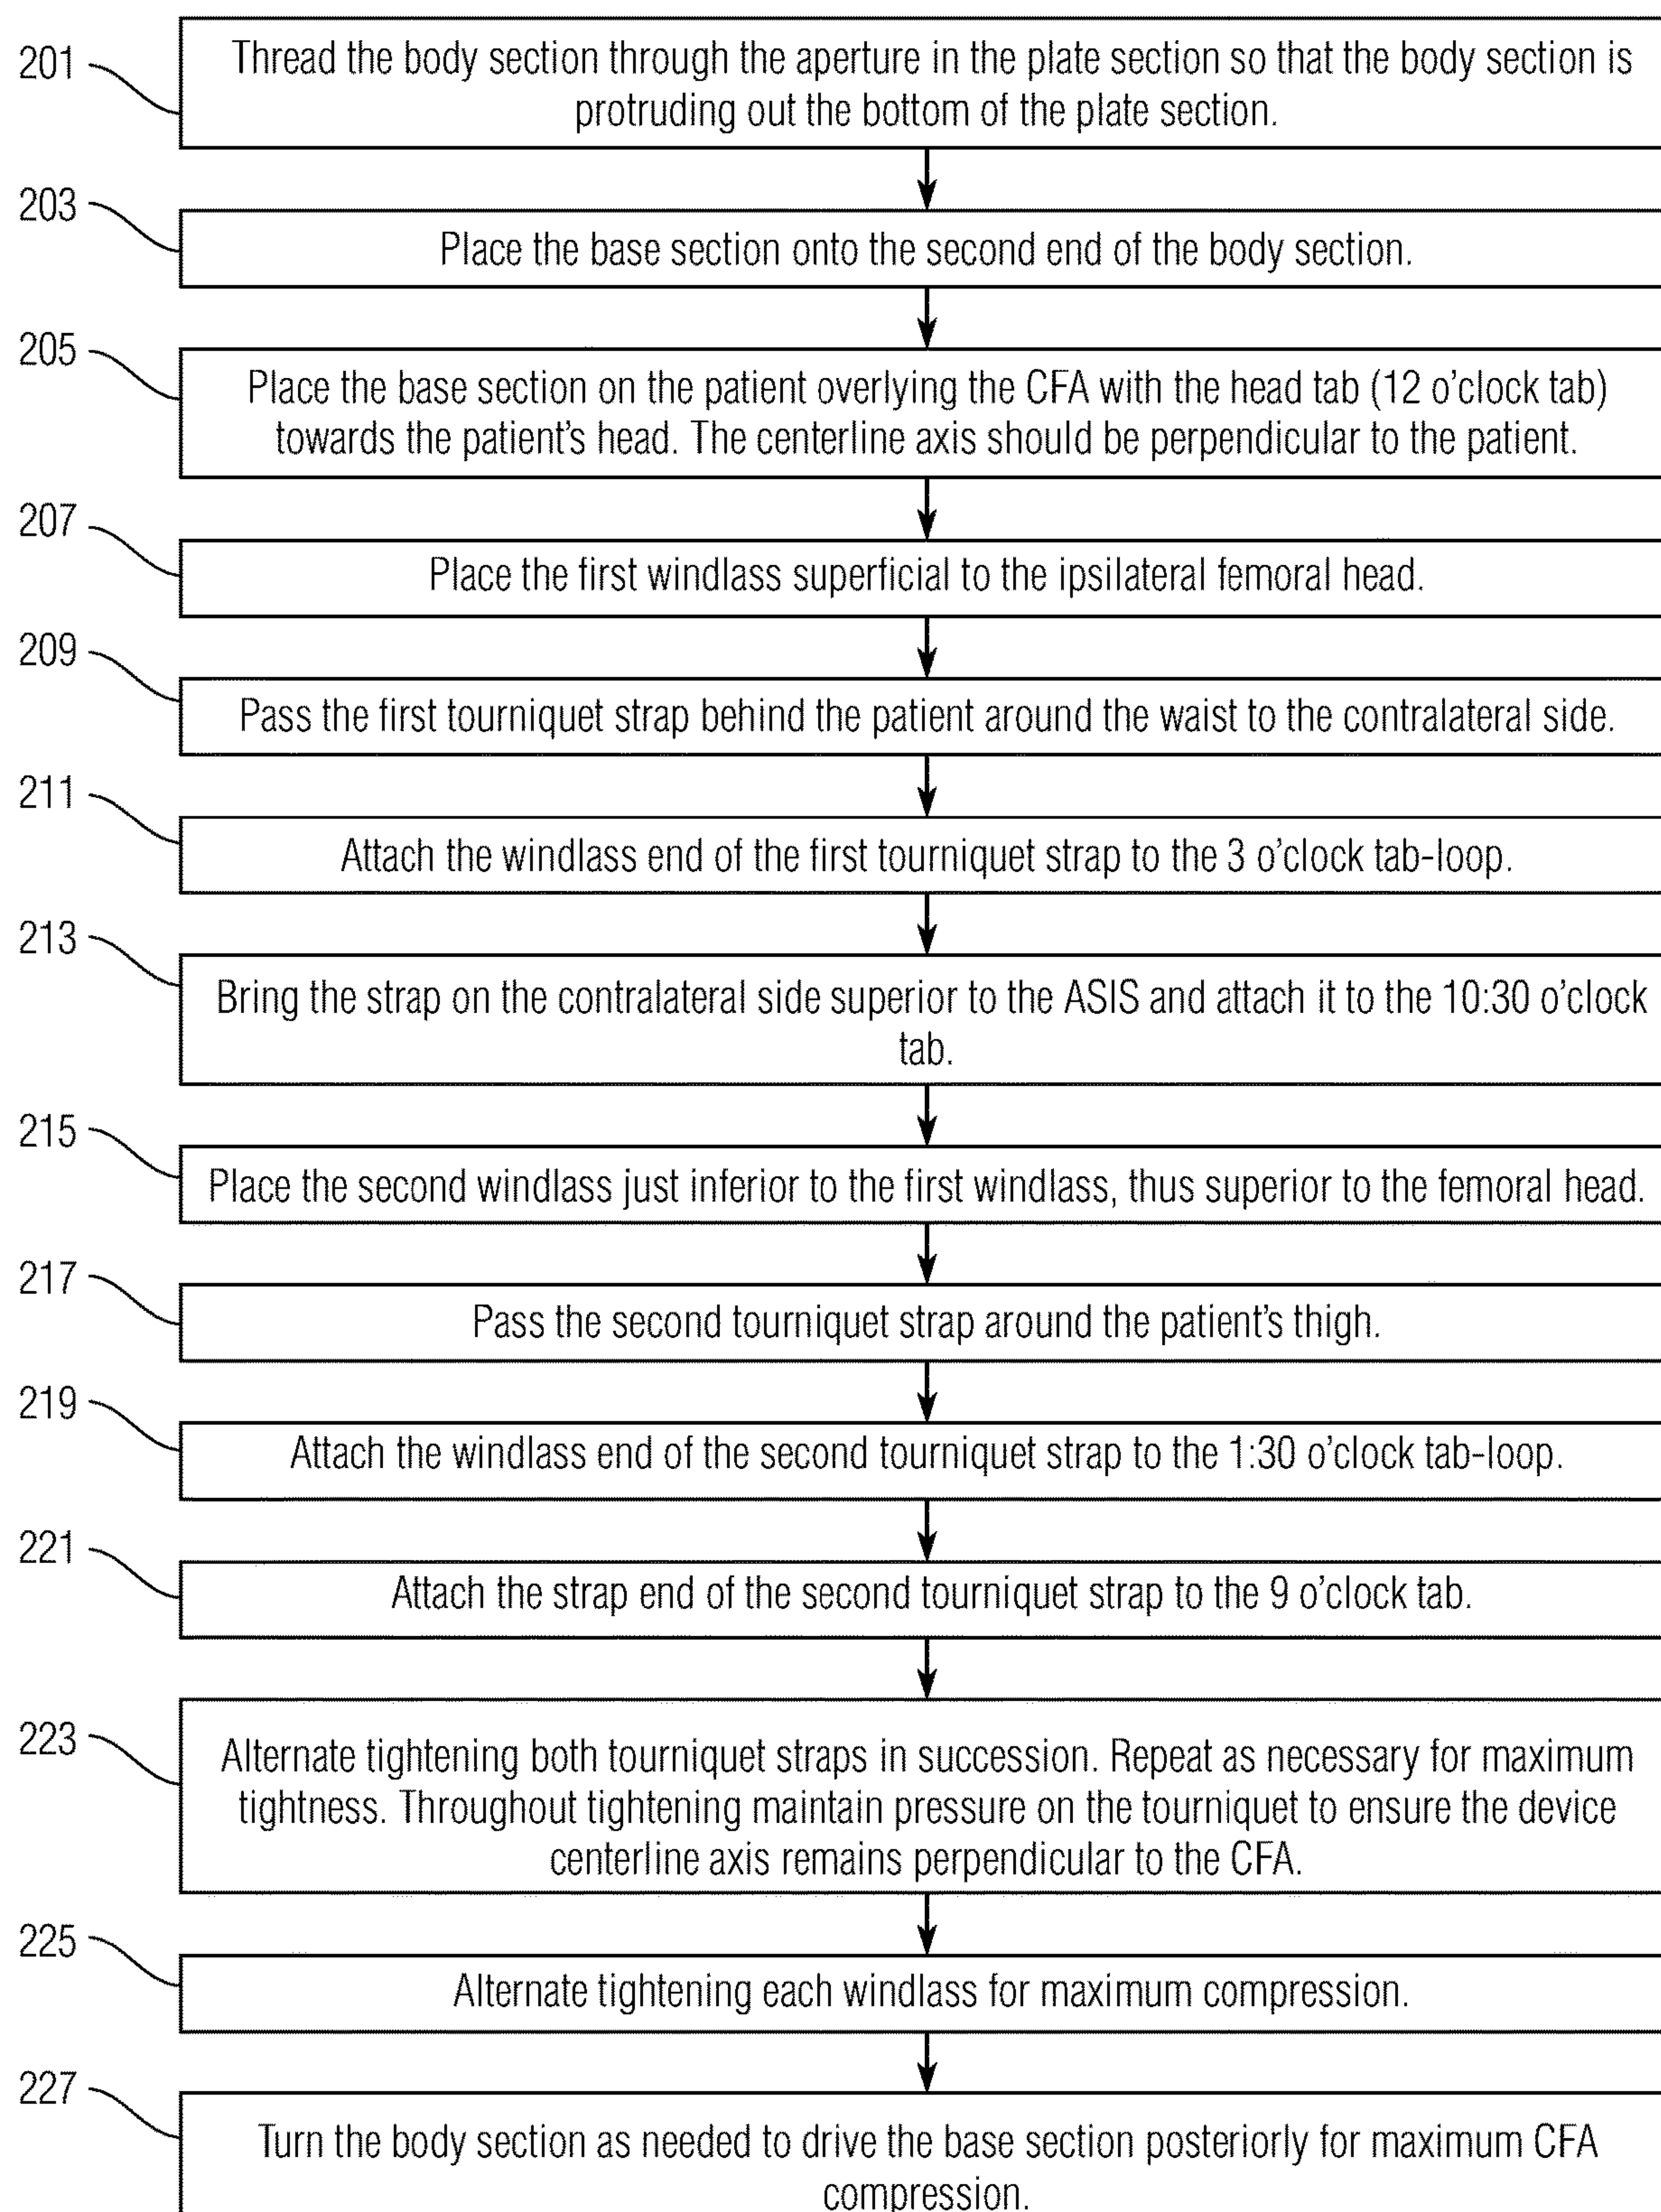 201
Thread the body section through the aperture in the plate section so that the body section is
protruding out the bottom of the plate section.
203
Place the base section onto the second end of the body section.
205
Place the base section on the patient overlying the CFA with the head tab (12 o'clock tab)
towards the patient's head. The centerline axis should be perpendicular to the patient.
207
Place the first windlass superficial to the ipsilateral femoral head.
209
Pass the first tourniquet strap behind the patient around the waist to the contralateral side.
211
Attach the windlass end of the first tourniquet strap to the 3 o'clock tab-loop.
213
Bring the strap on the contralateral side superior to the ASIS and attach it to the 10:30 o'clock
tab.
215
Place the second windlass just inferior to the first windlass, thus superior to the femoral head.
217
Pass the second tourniquet strap around the patient's thigh.
219
Attach the windlass end of the second tourniquet strap to the 1:30 o'clock tab-loop.
221
Attach the strap end of the second tourniquet strap to the 9 o'clock tab.
223
Alternate tightening both tourniquet straps in succession. Repeat as necessary for maximum
tightness. Throughout tightening maintain pressure on the tourniquet to ensure the device
centerline axis remains perpendicular to the CFA.
225
Alternate tightening each windlass for maximum compression.
227
Turn the body section as needed to drive the base section posteriorly for maximum CFA
compression.